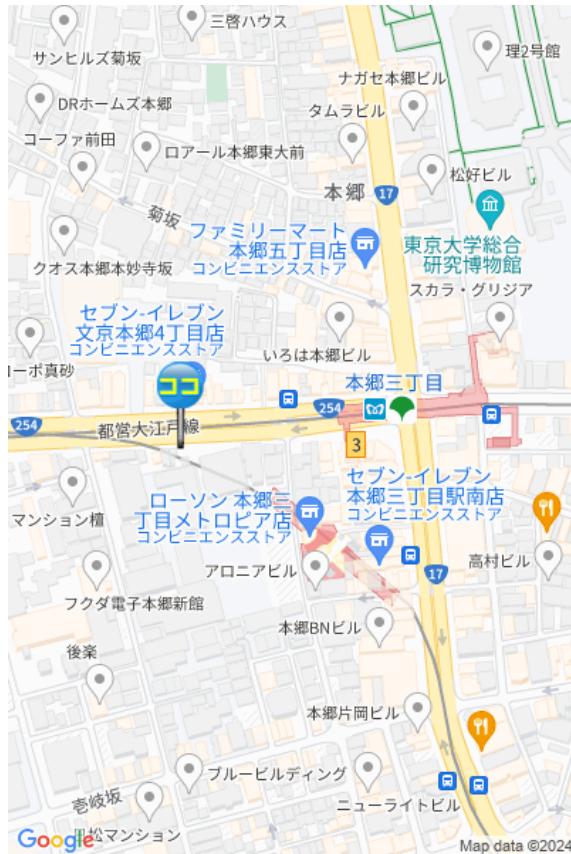 三啓ハウス
サンヒルズ菊坂
理2号館
ナガセ本郷ビル
DRホームズ本郷
タムラビル
コーファ前田
ロアール本郷東大前
松好ビル
本郷
17
菊坂
ファミリーマート
本郷五丁目店
コンビニエンスストア
東京大学総合
研究博物館
クオス本郷本妙寺坂
スカラ・グリジア
セブン-イレブン
文京本郷4丁目店
コンビニエンスストア
いろは本郷ビル
ーポ真砂
ココ
本郷三丁目
254
254
都営大江戸線
3
セブン-イレブン
本郷三丁目駅南店
コンビニエンスストア
ローソン 本郷三
丁目メトロピア店
コンビニエンスストア
マンション檀
高村ビル
アロニアビル
17
フクダ電子本郷新館
本郷BNビル
後楽
本郷片岡ビル
ブルービルディング
壱岐坂
ニューライトビル
松マンション
Google
Map data ©2024